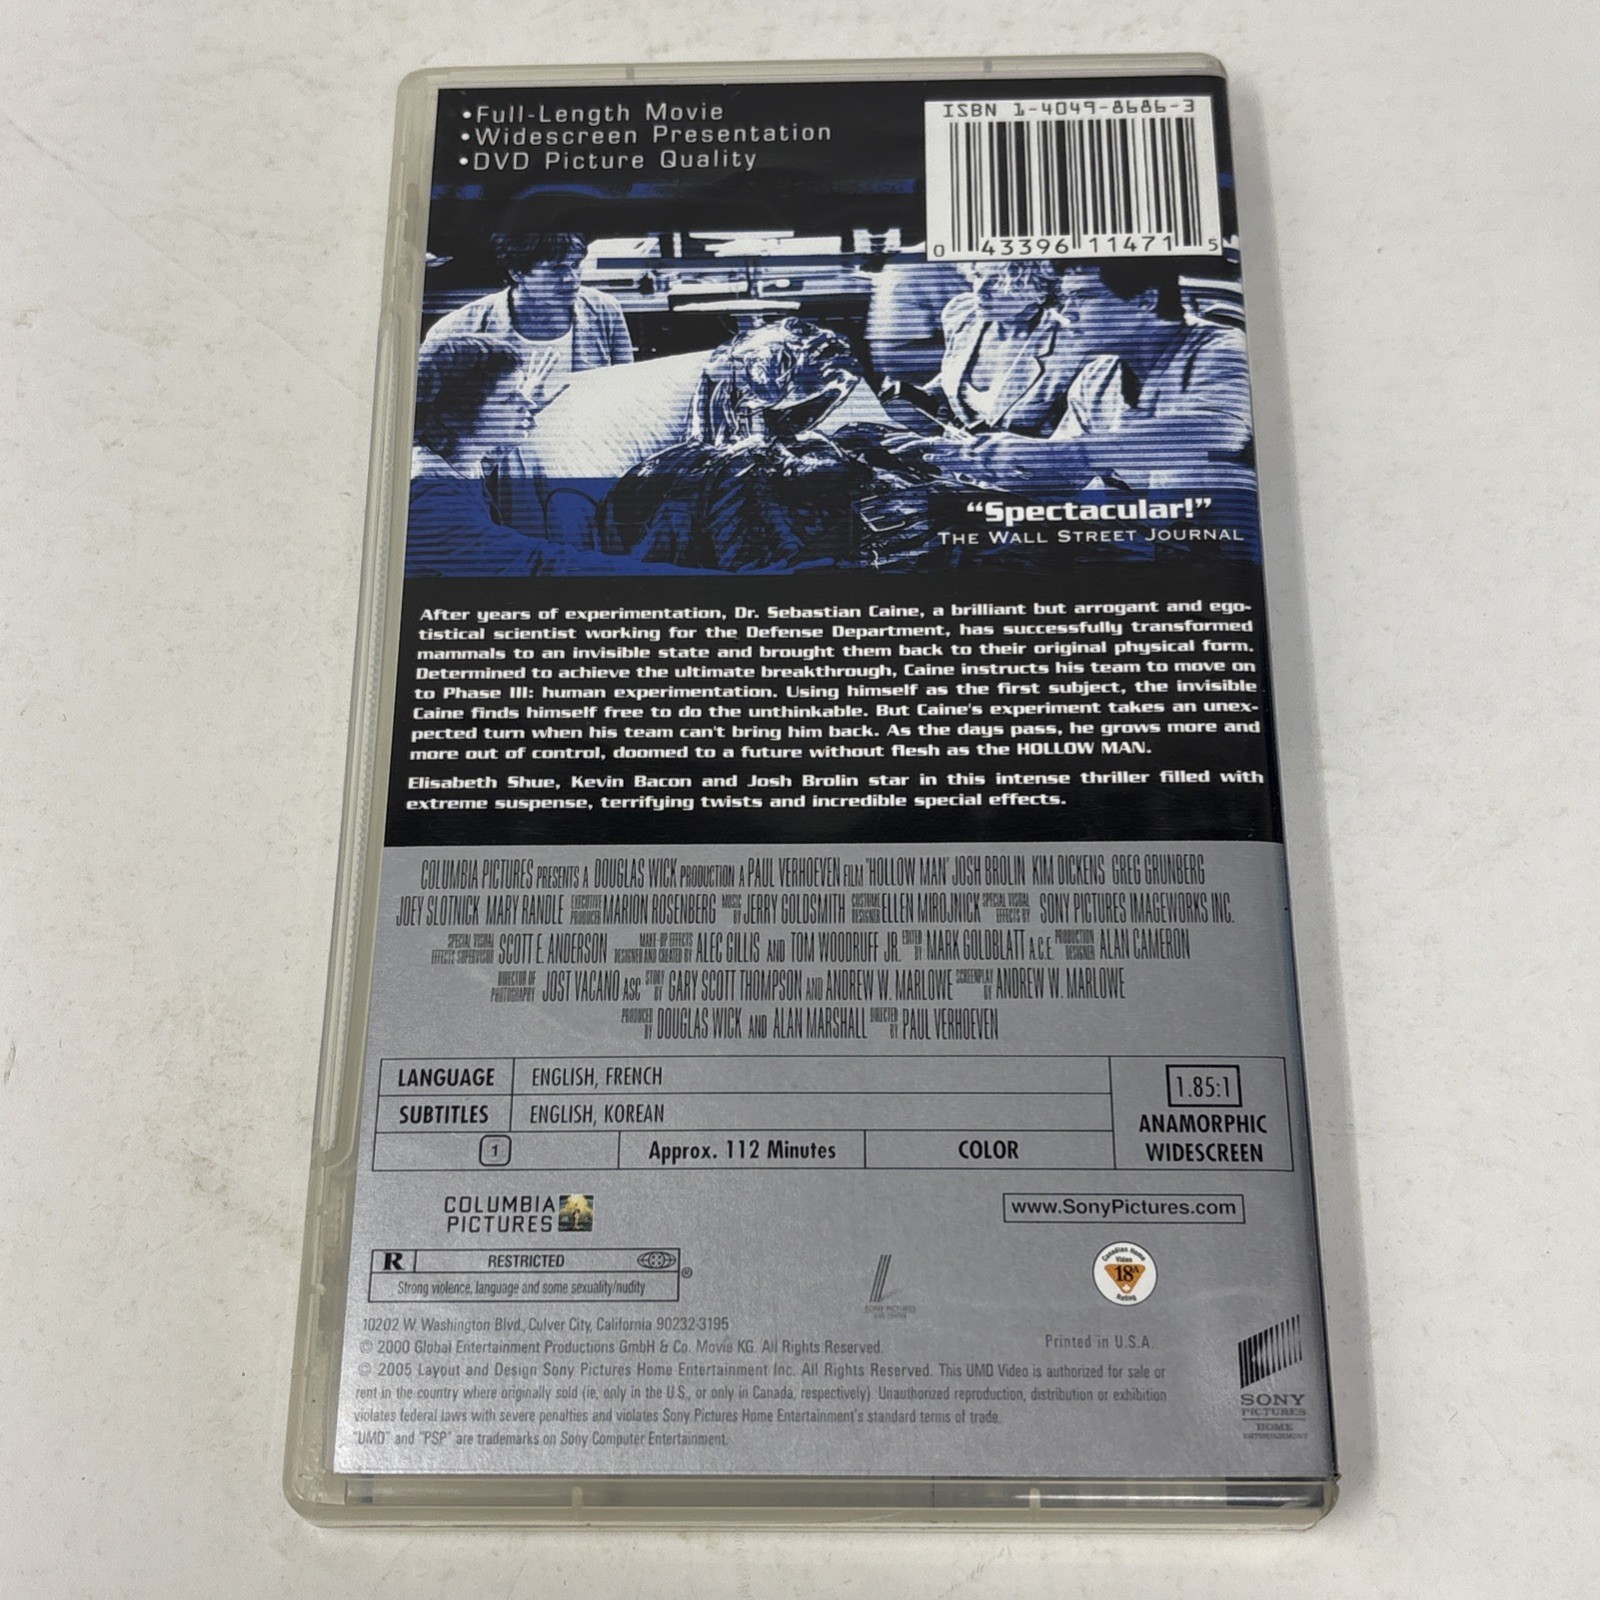 •Full-Length Movie
•Widescreen Presentation
•DVD Picture Quality
ISBN 1-4049-8686-3
0 43396 11471 5
“Spectacular!”
THE WALL STREET JOURNAL
After years of experimentation, Dr. Sebastian Caine, a brilliant but arrogant and ego-
tistical scientist working for the Defense Department, has successfully transformed
mammals to an invisible state and brought them back to their original physical form.
Determined to achieve the ultimate breakthrough, Caine instructs his team to move on
to Phase III: human experimentation. Using himself as the first subject, the invisible
Caine finds himself free to do the unthinkable. But Caine's experiment takes an unex-
pected turn when his team can't bring him back. As the days pass, he grows more and
more out of control, doomed to a future without flesh as the HOLLOW MAN.
Elisabeth Shue, Kevin Bacon and Josh Brolin star in this intense thriller filled with
extreme suspense, terrifying twists and incredible special effects.
COLUMBIA PICTURES PRESENTS A DOUGLAS WICK PRODUCTION A PAUL VERHOEVEN FILM "HOLLOW MAN" JOSH BROLIN KIM DICKENS GREG GRUNBERG
JOEY SLOTNICK MARY RANDLE EXECUTIVE PRODUCER MARION ROSENBERG MUSIC BY JERRY GOLDSMITH COSTUME DESIGNER ELLEN MIROJNICK SPECIAL VISUAL EFFECTS BY SONY PICTURES IMAGEWORKS INC.
SPECIAL VISUAL EFFECTS SUPERVISOR SCOTT E. ANDERSON MAKE-UP EFFECTS DESIGNED AND CREATED BY ALEC GILLIS AND TOM WOODRUFF JR. EDITED BY MARK GOLDBLATT A.C.E. PRODUCTION DESIGNER ALAN CAMERON
DIRECTOR OF PHOTOGRAPHY JOST VACANO ASC STORY BY GARY SCOTT THOMPSON AND ANDREW W. MARLOWE SCREENPLAY BY ANDREW W. MARLOWE
PRODUCED BY DOUGLAS WICK AND ALAN MARSHALL DIRECTED BY PAUL VERHOEVEN
LANGUAGE ENGLISH, FRENCH
SUBTITLES ENGLISH, KOREAN
1 Approx. 112 Minutes COLOR
1.85:1
ANAMORPHIC
WIDESCREEN
COLUMBIA
PICTURES
www.SonyPictures.com
R RESTRICTED ®
Strong violence, language and some sexuality/nudity
SONY PICTURES
Canadian Home
Video
18A
Rating
10202 W. Washington Blvd., Culver City, California 90232-3195
© 2000 Global Entertainment Productions GmbH & Co. Movie KG. All Rights Reserved.
Printed in U.S.A.
© 2005 Layout and Design Sony Pictures Home Entertainment Inc. All Rights Reserved. This UMD Video is authorized for sale or
rent in the country where originally sold (ie, only in the U.S., or only in Canada, respectively). Unauthorized reproduction, distribution or exhibition
violates federal laws with severe penalties and violates Sony Pictures Home Entertainment's standard terms of trade.
"UMD" and "PSP" are trademarks on Sony Computer Entertainment.
SONY
PICTURES
HOME
ENTERTAINMENT